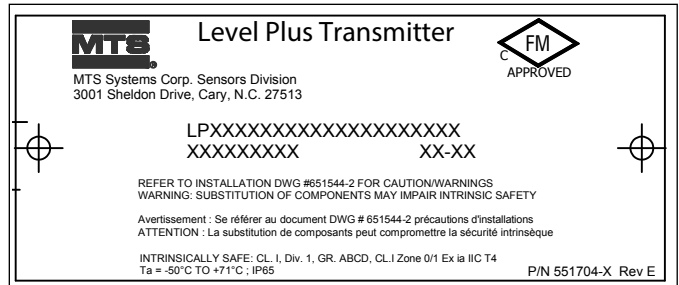 MTS
Level Plus Transmitter
FM
C
APPROVED
MTS Systems Corp. Sensors Division
3001 Sheldon Drive, Cary, N.C. 27513
LPXXXXXXXXXXXXXXXXXXXX
XXXXXXXXX XX-XX
REFER TO INSTALLATION DWG #651544-2 FOR CAUTION/WARNINGS
WARNING: SUBSTITUTION OF COMPONENTS MAY IMPAIR INTRINSIC SAFETY
Avertissement : Se référer au document DWG # 651544-2 précautions d'installations
ATTENTION : La substitution de composants peut compromettre la sécurité intrinsèque
INTRINSICALLY SAFE: CL. I, Div. 1, GR. ABCD, CL.I Zone 0/1 Ex ia IIC T4
Ta = -50°C TO +71°C ; IP65
P/N 551704-X Rev E